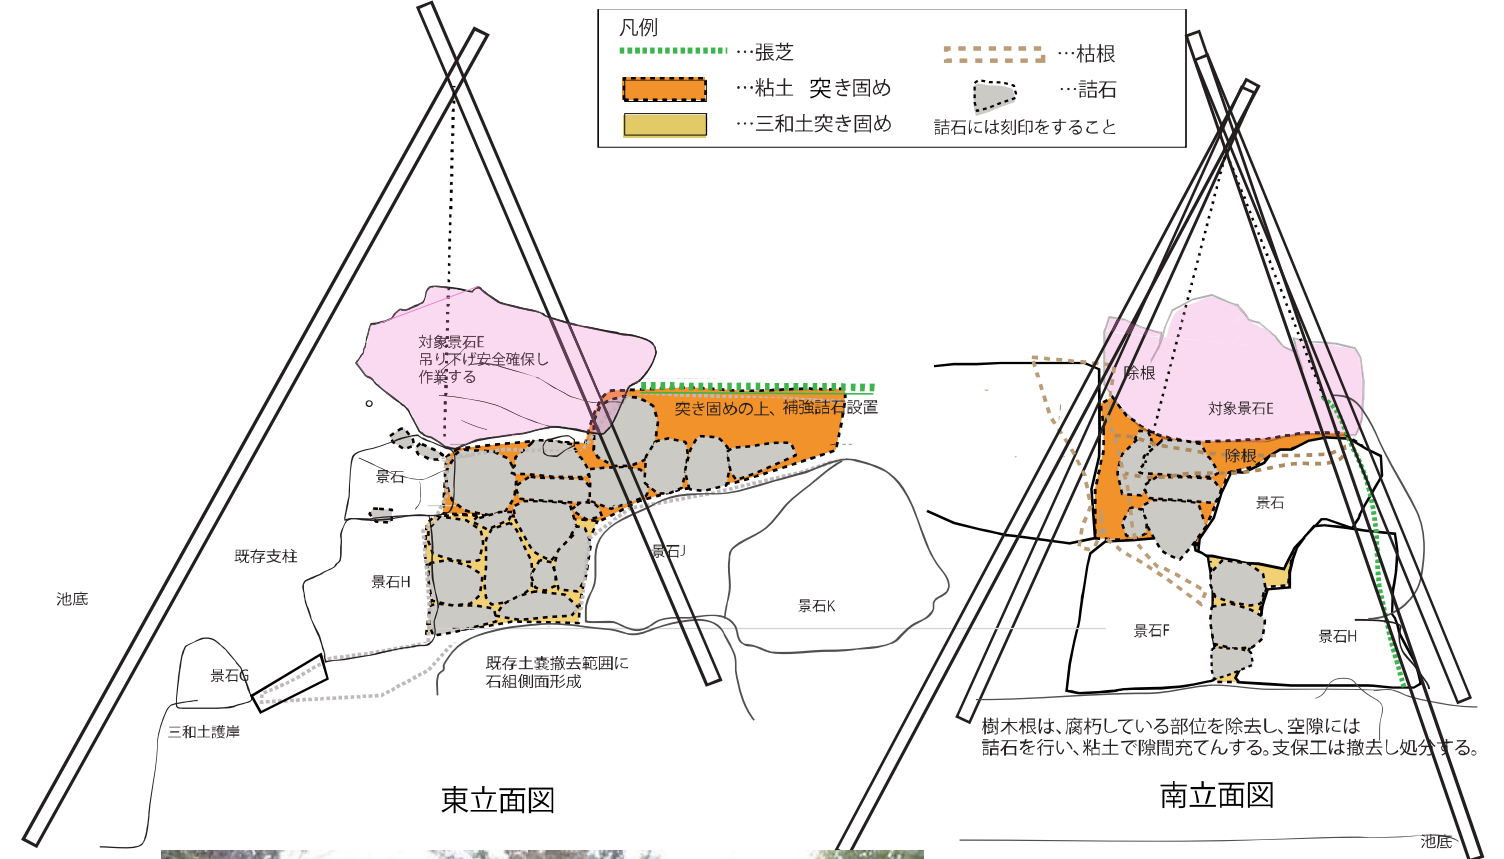 凡例
…張芝
…枯根
…粘土 突き固め
…詰石
…三和土突き固め
詰石には刻印をすること
対象景石E
吊り下げ安全確保し
作業する
除根
対象景石E
突き固めの上、補強詰石設置
除根
景石
景石
既存支柱
景石J
景石H
池底
景石K
景石F
景石H
既存土嚢撤去範囲に
石組側面形成
景石G
三和土護岸
樹木根は、腐朽している部位を除去し、空隙には
詰石を行い、粘土で隙間充てんする。支保工は撤去し処分する。
東立面図
南立面図
池底